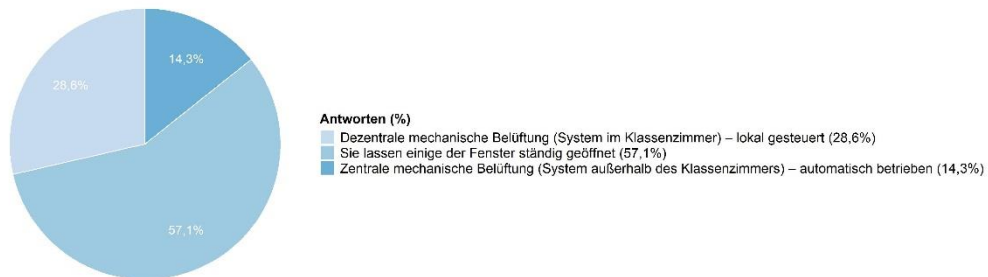 14,3%
28,6%
57,1%
Antworten (%)
Dezentrale mechanische Belüftung (System im Klassenzimmer) – lokal gesteuert (28,6%)
Sie lassen einige der Fenster ständig geöffnet (57,1%)
Zentrale mechanische Belüftung (System außerhalb des Klassenzimmers) – automatisch betrieben (14,3%)